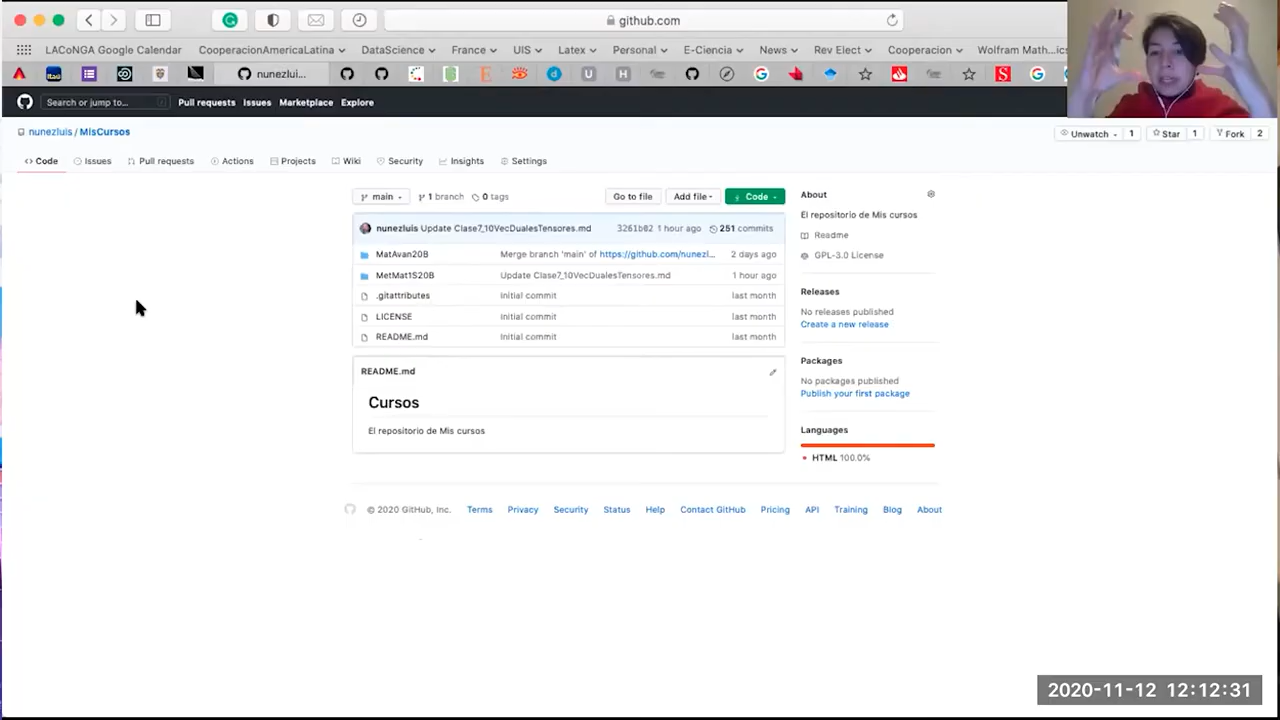 github.com
LACoNGA Google Calendar CooperacionAmericaLatina DataScience France UIS Latex Personal E-Ciencia News Rev Elect Cooperacion Wolfram Math...
itaú nunezlui... U H S
Search or jump to... / Pull requests Issues Marketplace Explore
nunezluis / MisCursos
Unwatch 1 Star 1 Fork 2
Code Issues Pull requests Actions Projects Wiki Security Insights Settings
main 1 branch 0 tags Go to file Add file Code
nunezluis Update Clase7_10VecDualesTensores.md 3261b02 1 hour ago 251 commits
MatAvan20B Merge branch 'main' of https://github.com/nunezl... 2 days ago
MetMat1S20B Update Clase7_10VecDualesTensores.md 1 hour ago
.gitattributes Initial commit last month
LICENSE Initial commit last month
README.md Initial commit last month
README.md
Cursos
El repositorio de Mis cursos
About
El repositorio de Mis cursos
Readme
GPL-3.0 License
Releases
No releases published
Create a new release
Packages
No packages published
Publish your first package
Languages
HTML 100.0%
© 2020 GitHub, Inc. Terms Privacy Security Status Help Contact GitHub Pricing API Training Blog About
2020-11-12 12:12:31